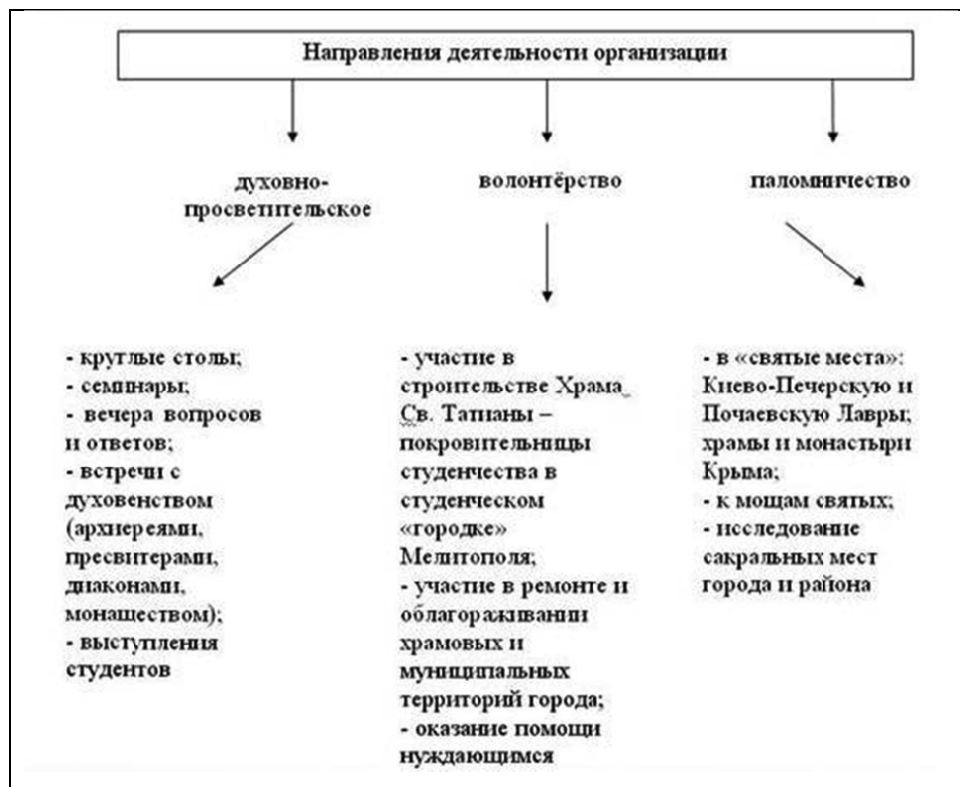 Направления деятельности организации
духовно-
просветительское
волонтёрство
паломничество
- круглые столы;
- семинары;
- вечера вопросов
и ответов;
- встречи с
духовенством
(архиереями,
пресвитерами,
диаконами,
монашеством);
- выступления
студентов
- участие в
строительстве Храма
Св. Татианы –
покровительницы
студенчества в
студенческом
«городке»
Мелитополя;
- участие в ремонте и
облагораживании
храмовых и
муниципальных
территорий города;
- оказание помощи
нуждающимся
- в «святые места»:
Киево-Печерскую и
Почаевскую Лавры;
храмы и монастыри
Крыма;
- к мощам святых;
- исследование
сакральных мест
города и района